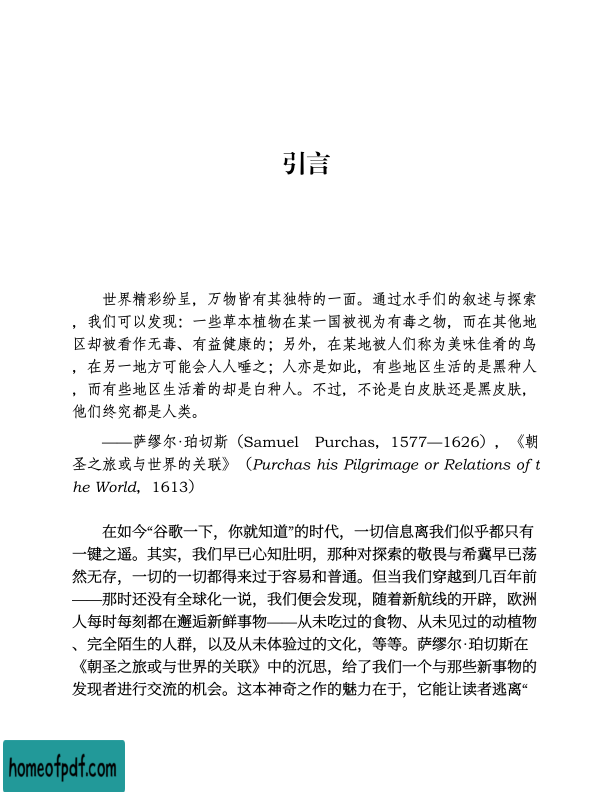 引言
世界精彩纷呈，万物皆有其独特的一面。通过水手们的叙述与探索
，我们可以发现：一些草本植物在某一国被视为有毒之物，而在其他地
区却被看作无毒、有益健康的；另外，在某地被人们称为美味佳肴的鸟
，在另一地方可能会人人唾之；人亦是如此，有些地区生活的是黑种人
，而有些地区生活着的却是白种人。不过，不论是白皮肤还是黑皮肤，
他们终究都是人类。
——萨缪尔·珀切斯（Samuel Purchas，1577—1626），《朝
圣之旅或与世界的关联》（Purchas his Pilgrimage or Relations of t
he World，1613）
在如今“谷歌一下，你就知道”的时代，一切信息离我们似乎都只有
一键之遥。其实，我们早已心知肚明，那种对探索的敬畏与希冀早已荡
然无存，一切的一切都得来过于容易和普通。但当我们穿越到几百年前
——那时还没有全球化一说，我们便会发现，随着新航线的开辟，欧洲
人每时每刻都在邂逅新鲜事物——从未吃过的食物、从未见过的动植物
、完全陌生的人群，以及从未体验过的文化，等等。萨缪尔·珀切斯在
《朝圣之旅或与世界的关联》中的沉思，给了我们一个与那些新事物的
发现者进行交流的机会。这本神奇之作的魅力在于，它能让读者逃离“
homeofpdf.com